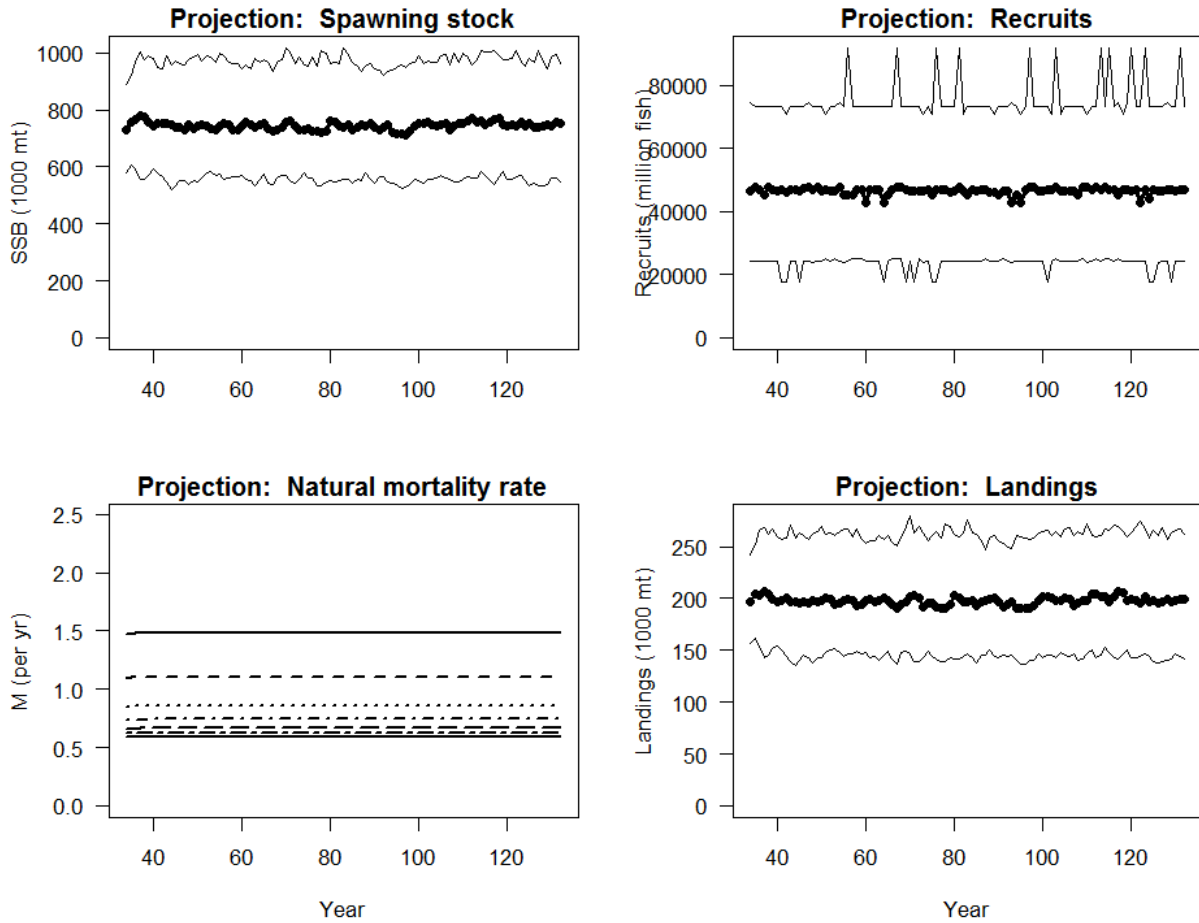 Projection:  Spawning stock
SSB (1000 mt)
1000
800
600
400
200
0
40 60 80 100 120
Projection:  Recruits
Recruits (million fish)
80000
60000
40000
20000
0
40 60 80 100 120
Projection:  Natural mortality rate
M (per yr)
2.5
2.0
1.5
1.0
0.5
0.0
40 60 80 100 120
Year
Projection:  Landings
Landings (1000 mt)
250
200
150
100
50
0
40 60 80 100 120
Year